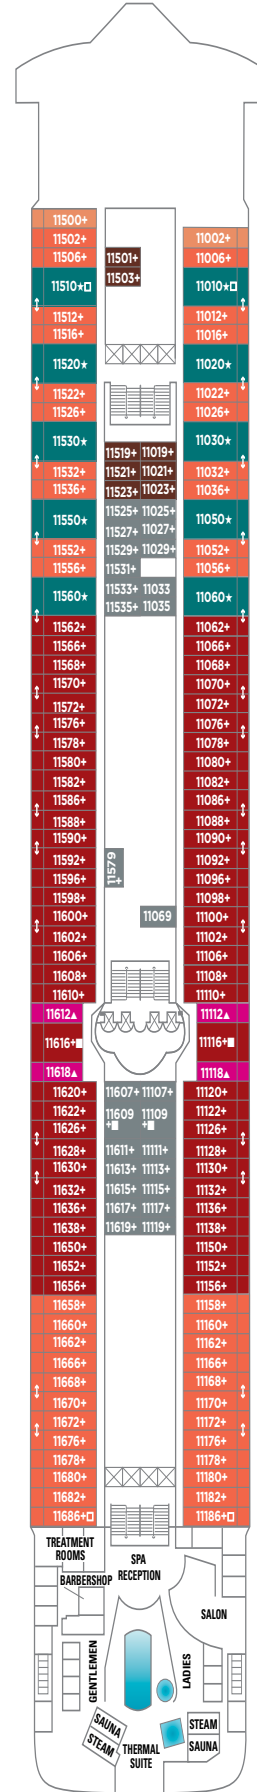 11500+
11502+ 11002+
11506+ 11501+ 11006+
11503+
11510★□ 11010★□
11512+ 11012+
11516+ 11016+
11520★ 11020★
11522+ 11022+
11526+ 11026+
11530★ 11519+ 11019+ 11030★
11532+ 11521+ 11021+ 11032+
11536+ 11523+ 11023+ 11036+
11550★ 11525+ 11025+ 11050★
11527+ 11027+
11552+ 11529+ 11029+ 11052+
11556+ 11531+ 11056+
11560★ 11533+ 11033 11060★
11535+ 11035
11562+ 11062+
11566+ 11066+
11568+ 11068+
11570+ 11070+
11572+ 11072+
11576+ 11076+
11578+ 11078+
11580+ 11080+
11582+ 11082+
11586+ 11086+
11588+ 11088+
11590+ 11090+
11592+ 11579+ 11092+
11596+ 11096+
11598+ 11098+
11600+ 11069 11100+
11602+ 11102+
11606+ 11106+
11608+ 11108+
11610+ 11110+
11612▲ 11112▲
11616+■ 11116+■
11618▲ 11118▲
11620+ 11607+ 11107+ 11120+
11622+ 11609+■ 11109+■ 11122+
11626+ 11126+
11628+ 11611+ 11111+ 11128+
11630+ 11613+ 11113+ 11130+
11632+ 11615+ 11115+ 11132+
11636+ 11617+ 11117+ 11136+
11638+ 11619+ 11119+ 11138+
11650+ 11150+
11652+ 11152+
11656+ 11156+
11658+ 11158+
11660+ 11160+
11662+ 11162+
11666+ 11166+
11668+ 11168+
11670+ 11170+
11672+ 11172+
11676+ 11176+
11678+ 11178+
11680+ 11180+
11682+ 11182+
11686+□ 11186+□
TREATMENT
ROOMS
SPA
RECEPTION
BARBERSHOP
SALON
GENTLEMEN
LADIES
SAUNA
STEAM
THERMAL
SUITE
STEAM
SAUNA